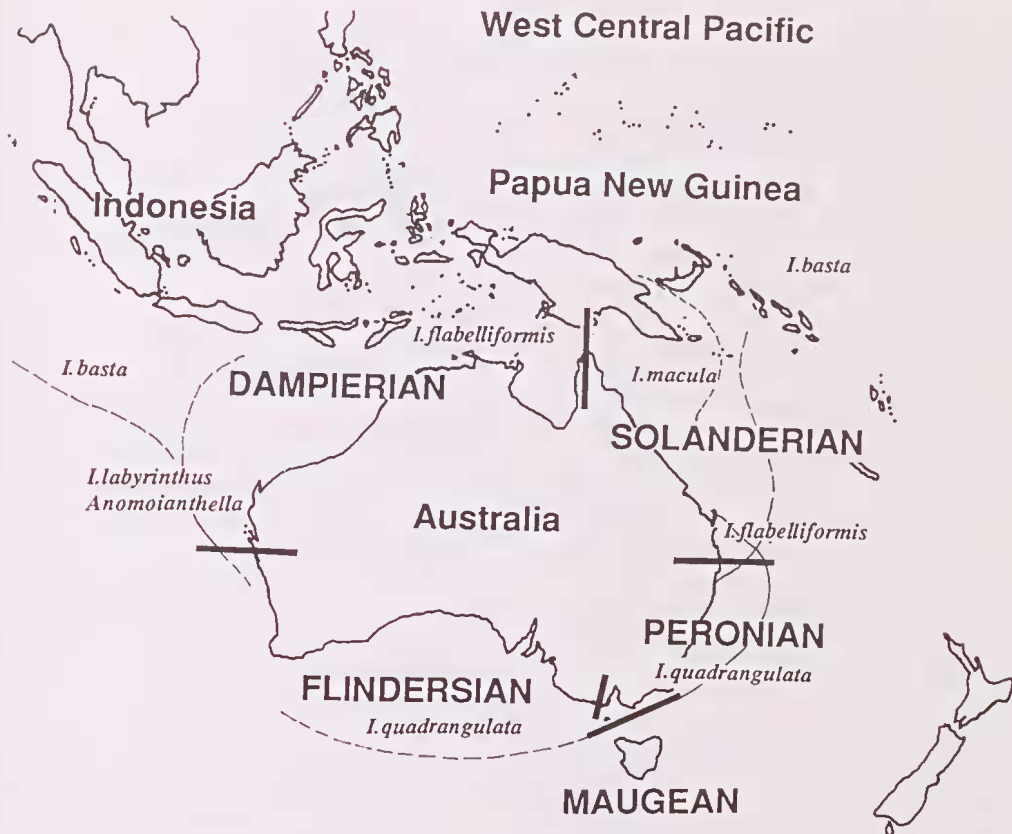 West Central Pacific
Papua New Guinea
Indonesia
I.basta
I.flabelliformis
I.basta
I.macula
DAMPIERIAN
SOLANDERIAN
I.labyrinthus
Anomoianthella
Australia
I.flabelliformis
PERONIAN
I.quadrangulata
FLINDERSIAN
I.quadrangulata
MAUGEAN